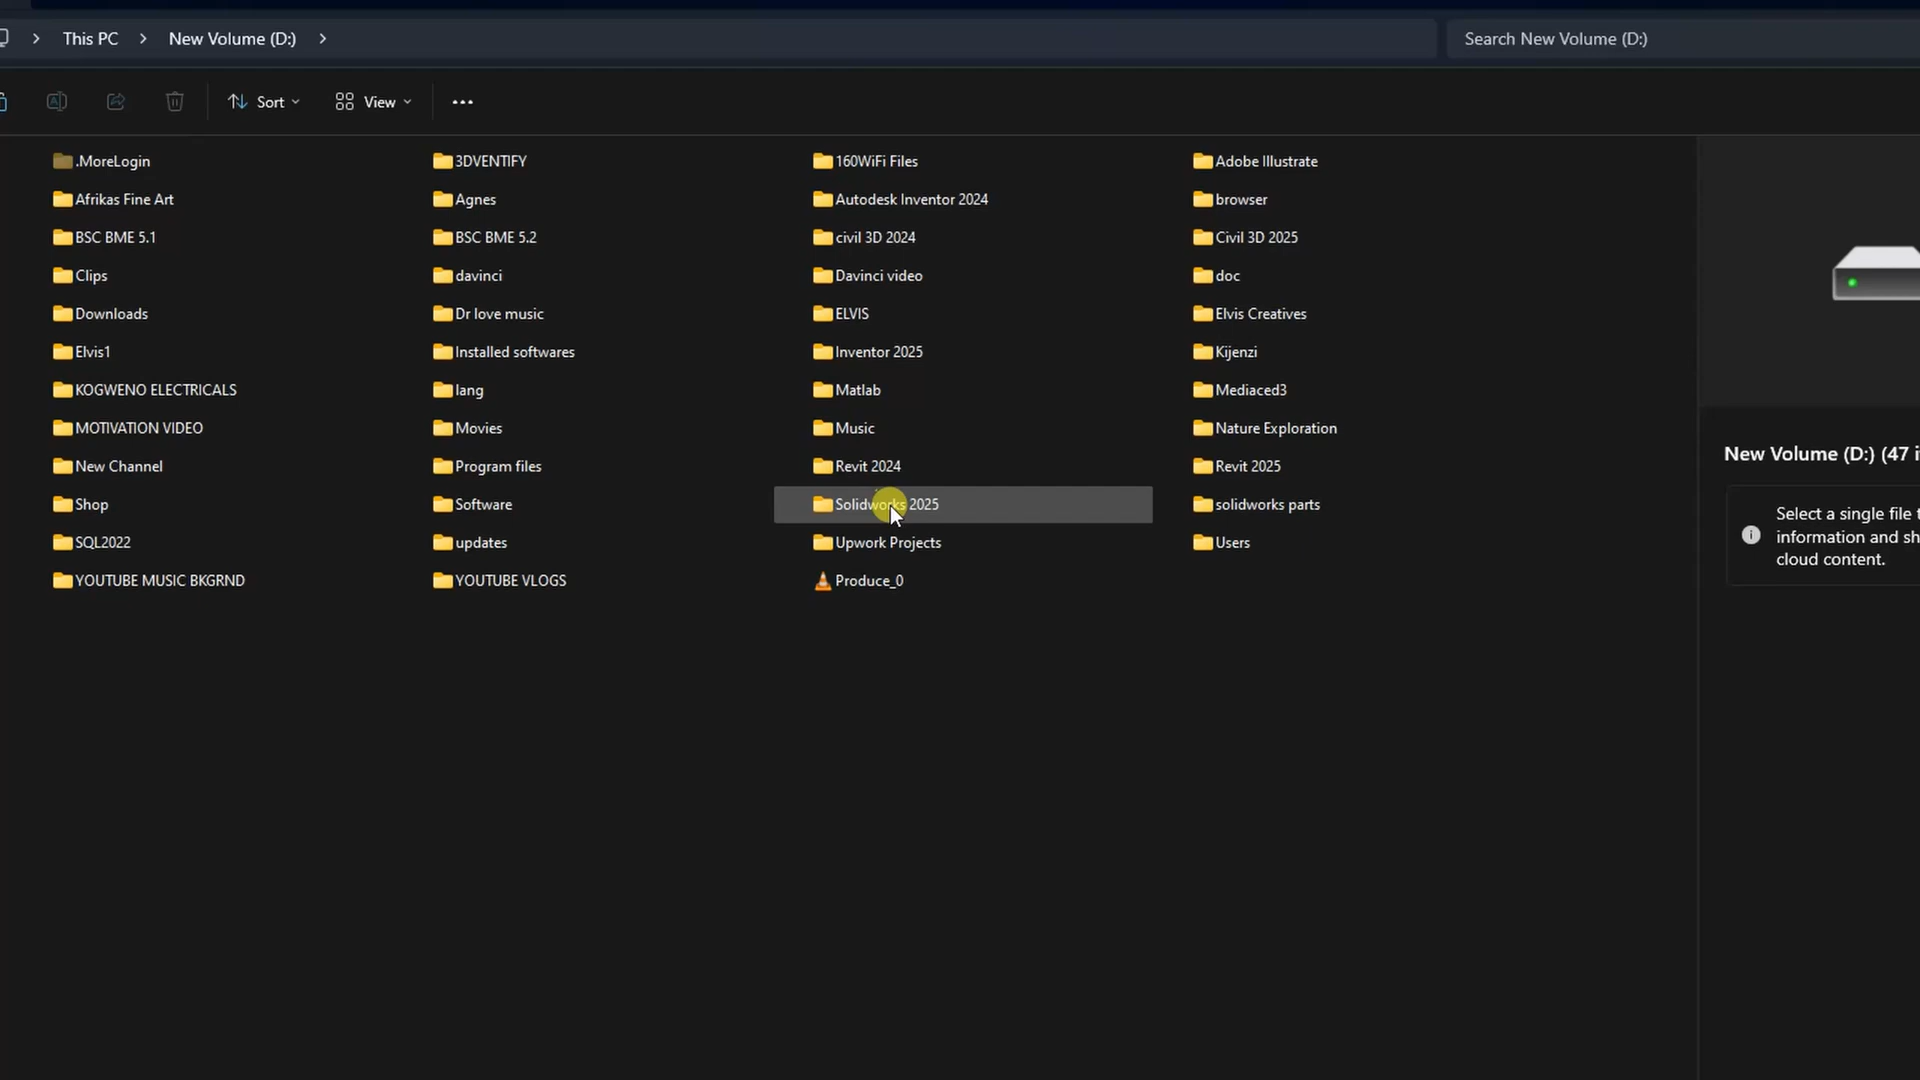 This PC > New Volume (D:) >
Search New Volume (D:)
Sort
View
.MoreLogin
3DVENTIFY
160WiFi Files
Adobe Illustrate
Afrikas Fine Art
Agnes
Autodesk Inventor 2024
browser
BSC BME 5.1
BSC BME 5.2
civil 3D 2024
Civil 3D 2025
Clips
davinci
Davinci video
doc
Downloads
Dr love music
ELVIS
Elvis Creatives
Elvis1
Installed softwares
Inventor 2025
Kijenzi
KOGWENO ELECTRICALS
lang
Matlab
Mediaced3
MOTIVATION VIDEO
Movies
Music
Nature Exploration
New Channel
Program files
Revit 2024
Revit 2025
Shop
Software
Solidworks 2025
solidworks parts
SQL2022
updates
Upwork Projects
Users
YOUTUBE MUSIC BKGRND
YOUTUBE VLOGS
Produce_0
New Volume (D:) (47
Select a single file
information and
cloud content.